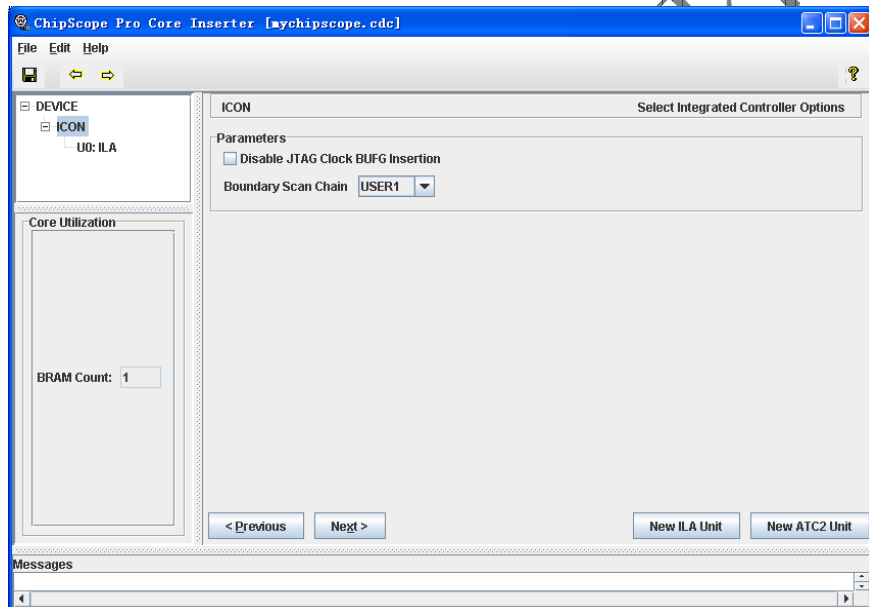 ChipScope Pro Core Inserter [mychipscope.cdc]
File Edit Help
DEVICE
ICON
U0: ILA
ICON Select Integrated Controller Options
Parameters
Disable JTAG Clock BUFG Insertion
Boundary Scan Chain USER1
Core Utilization
BRAM Count: 1
< Previous Next > New ILA Unit New ATC2 Unit
Messages